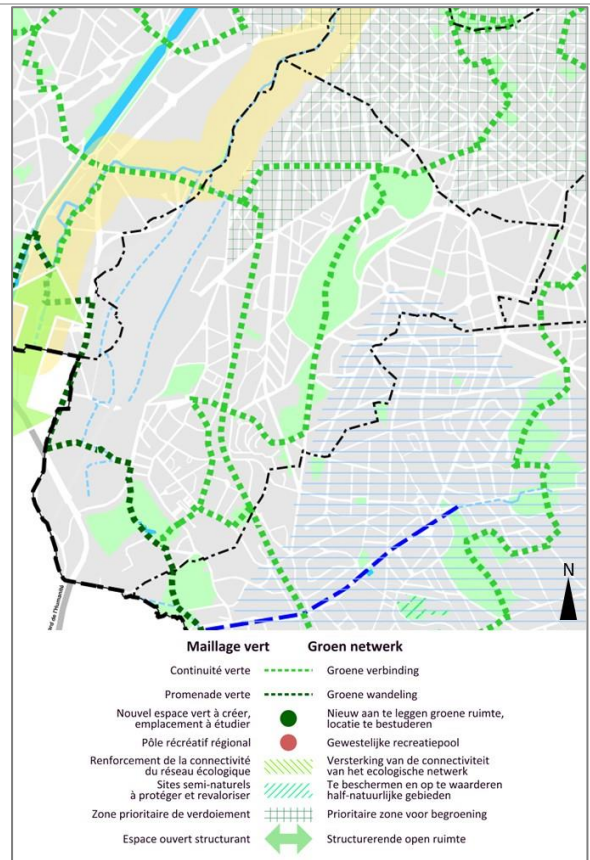 N
ard de l'Humanité
Maillage vert Groen netwerk
Continuité verte Groene verbinding
Promenade verte Groene wandeling
Nouvel espace vert à créer, Nieuw aan te leggen groene ruimte,
emplacement à étudier locatie te bestuderen
Pôle récréatif régional Gewestelijke recreatiepool
Renforcement de la connectivité Versterking van de connectiviteit
du réseau écologique van het ecologische netwerk
Sites semi-naturels Te beschermen en op te waarderen
à protéger et revaloriser half-natuurlijke gebieden
Zone prioritaire de verdoiement Prioritaire zone voor begroening
Espace ouvert structurant Structurerende open ruimte